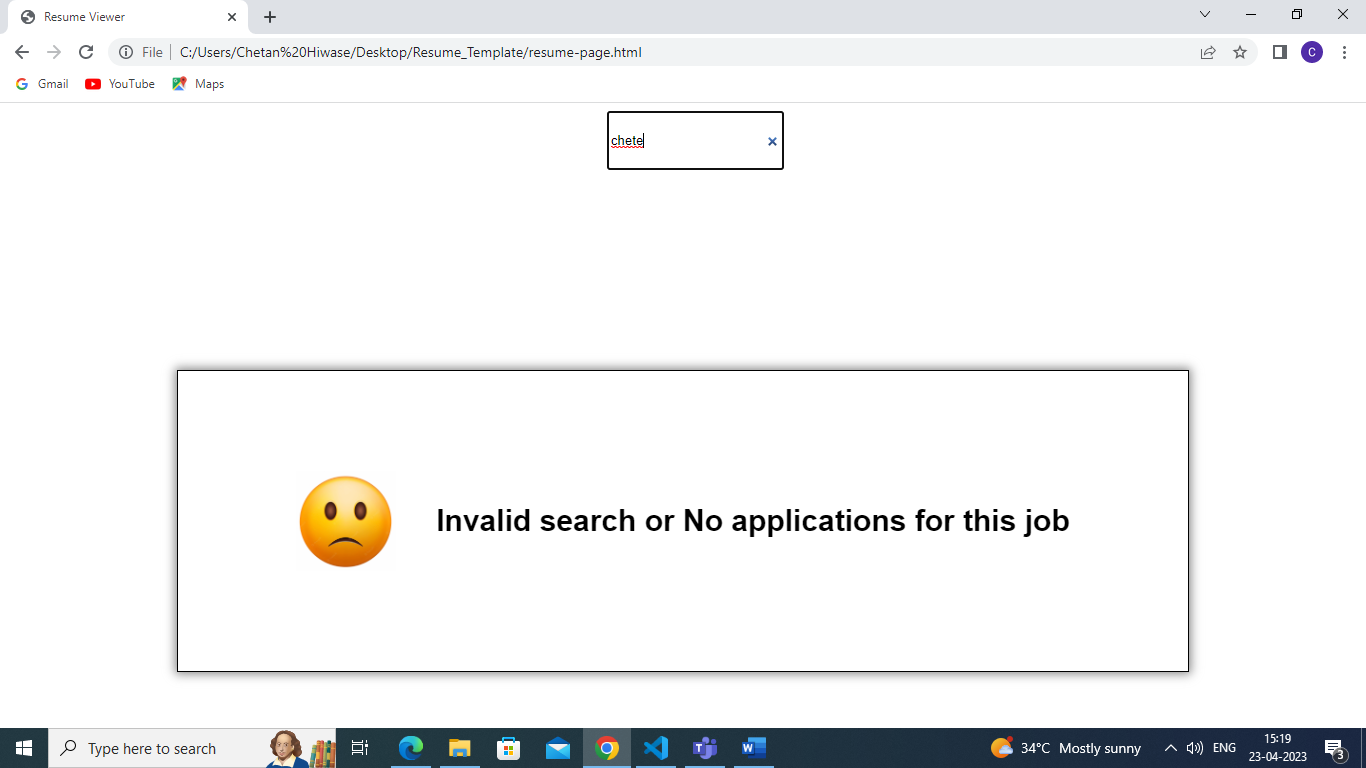 Resume Viewer
File C:/Users/Chetan%20Hiwase/Desktop/Resume_Template/resume-page.html
C
Gmail YouTube Maps
chete
Invalid search or No applications for this job
Type here to search
34°C Mostly sunny
ENG
15:19
23-04-2023
3